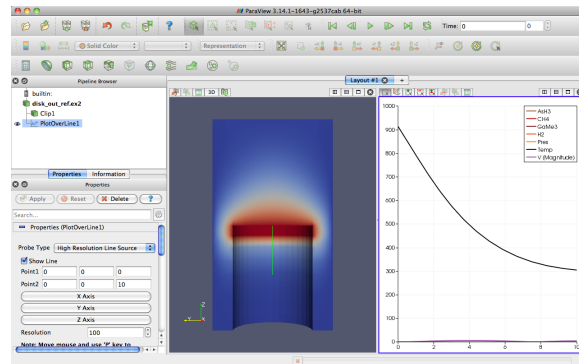 ParaView 3.14.1-1643-g2537cab 64-bit
Time: 0
0
Solid Color
Representation
Pipeline Browser
builtin:
disk_out_ref.ex2
Clip1
PlotOverLine1
Properties Information
Properties
Apply Reset Delete ?
Search...
Properties (PlotOverLine1)
Probe Type High Resolution Line Source
Show Line
Point1 0 0 0
Point2 0 0 10
X Axis
Y Axis
Z Axis
Resolution 100
Note: Move mouse and use 'P' key to
Layout #1 +
3D
Z
Y
1000
900
800
700
600
500
400
300
200
100
0
0 2 4 6 8 10
AsH3
CH4
GaMe3
H2
Pres
Temp
V (Magnitude)